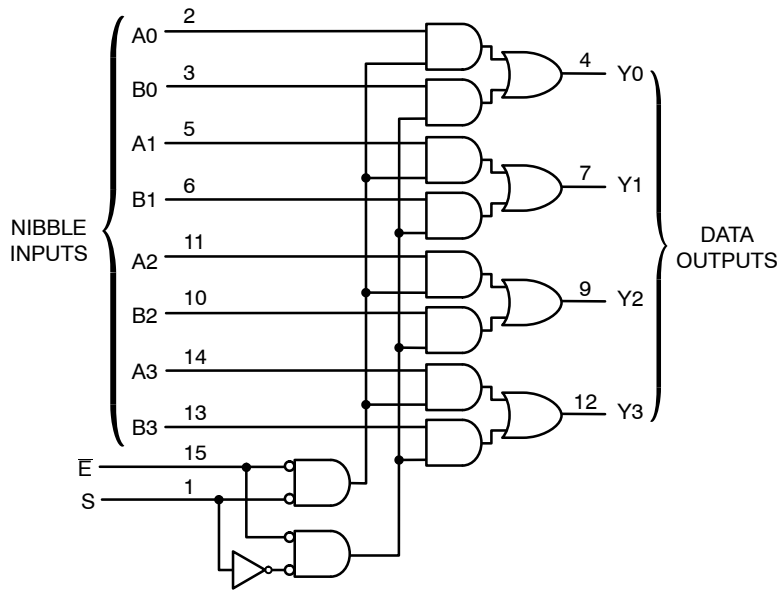 A0 2
B0 3
4 Y0
A1 5
B1 6
7 Y1
NIBBLE
INPUTS
A2 11
B2 10
9 Y2
DATA
OUTPUTS
A3 14
B3 13
12 Y3
E̅ 15
S 1